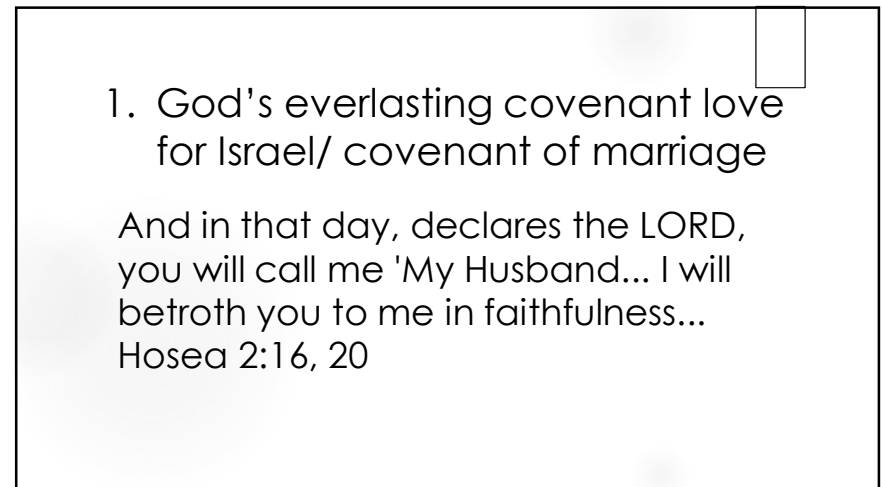 1. God’s everlasting covenant love
for Israel/ covenant of marriage
And in that day, declares the LORD,
you will call me 'My Husband... I will
betroth you to me in faithfulness...
Hosea 2:16, 20